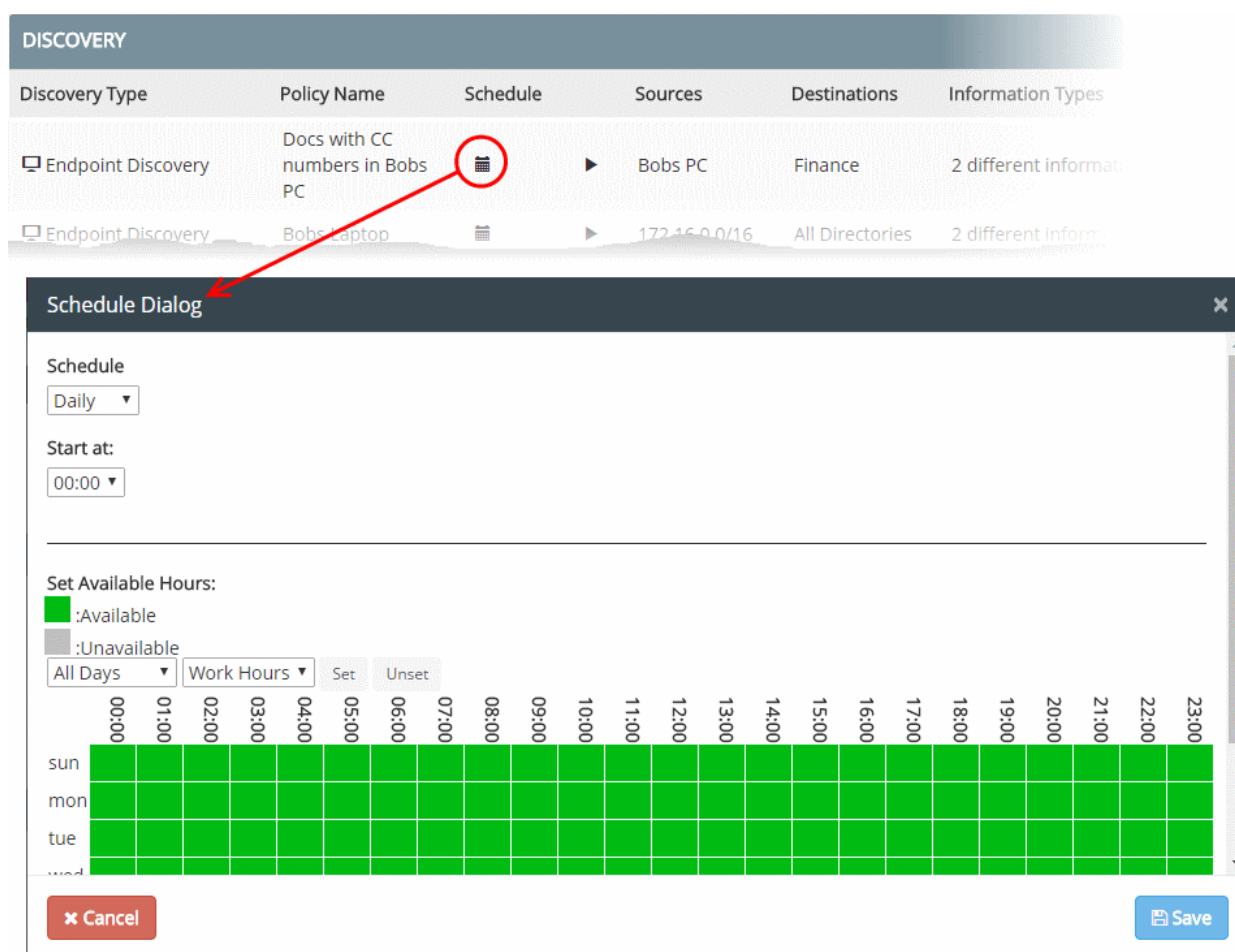 DISCOVERY
Discovery Type Policy Name Schedule Sources Destinations Information Types
Docs with CC
Endpoint Discovery numbers in Bobs Bobs PC Finance 2 different informat
PC
Endpoint Discovery Bobs Laptop 172.16.0.0/16 All Directories 2 different inform
Schedule Dialog
Schedule
Daily
Start at:
00:00
Set Available Hours:
:Available
:Unavailable
All Days Work Hours Set Unset
00:00 01:00 02:00 03:00 04:00 05:00 06:00 07:00 08:00 09:00 10:00 11:00 12:00 13:00 14:00 15:00 16:00 17:00 18:00 19:00 20:00 21:00 22:00 23:00
sun
mon
tue
wed
Cancel Save